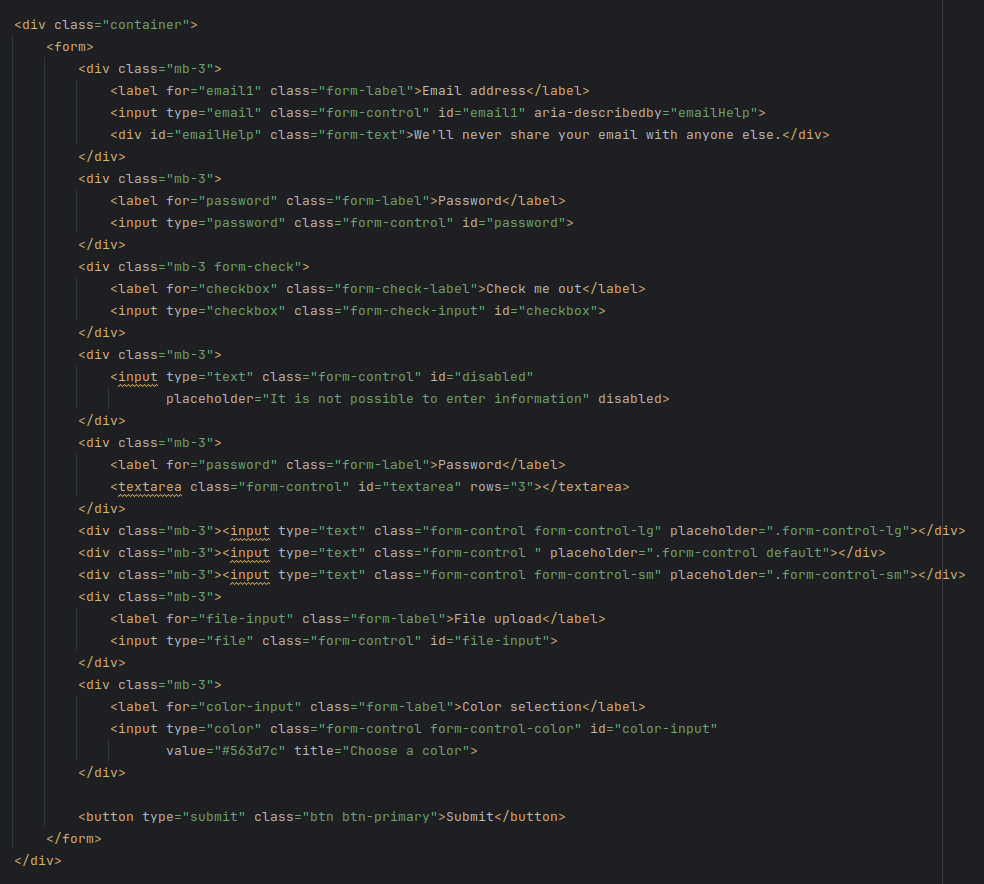 <div class="container">
    <form>
        <div class="mb-3">
            <label for="email1" class="form-label">Email address</label>
            <input type="email" class="form-control" id="email1" aria-describedby="emailHelp">
            <div id="emailHelp" class="form-text">We'll never share your email with anyone else.</div>
        </div>
        <div class="mb-3">
            <label for="password" class="form-label">Password</label>
            <input type="password" class="form-control" id="password">
        </div>
        <div class="mb-3 form-check">
            <label for="checkbox" class="form-check-label">Check me out</label>
            <input type="checkbox" class="form-check-input" id="checkbox">
        </div>
        <div class="mb-3">
            <input type="text" class="form-control" id="disabled"
                   placeholder="It is not possible to enter information" disabled>
        </div>
        <div class="mb-3">
            <label for="password" class="form-label">Password</label>
            <textarea class="form-control" id="textarea" rows="3"></textarea>
        </div>
        <div class="mb-3"><input type="text" class="form-control form-control-lg" placeholder=".form-control-lg"></div>
        <div class="mb-3"><input type="text" class="form-control " placeholder=".form-control default"></div>
        <div class="mb-3"><input type="text" class="form-control form-control-sm" placeholder=".form-control-sm"></div>
        <div class="mb-3">
            <label for="file-input" class="form-label">File upload</label>
            <input type="file" class="form-control" id="file-input">
        </div>
        <div class="mb-3">
            <label for="color-input" class="form-label">Color selection</label>
            <input type="color" class="form-control form-control-color" id="color-input"
                   value="#563d7c" title="Choose a color">
        </div>

        <button type="submit" class="btn btn-primary">Submit</button>
    </form>
</div>